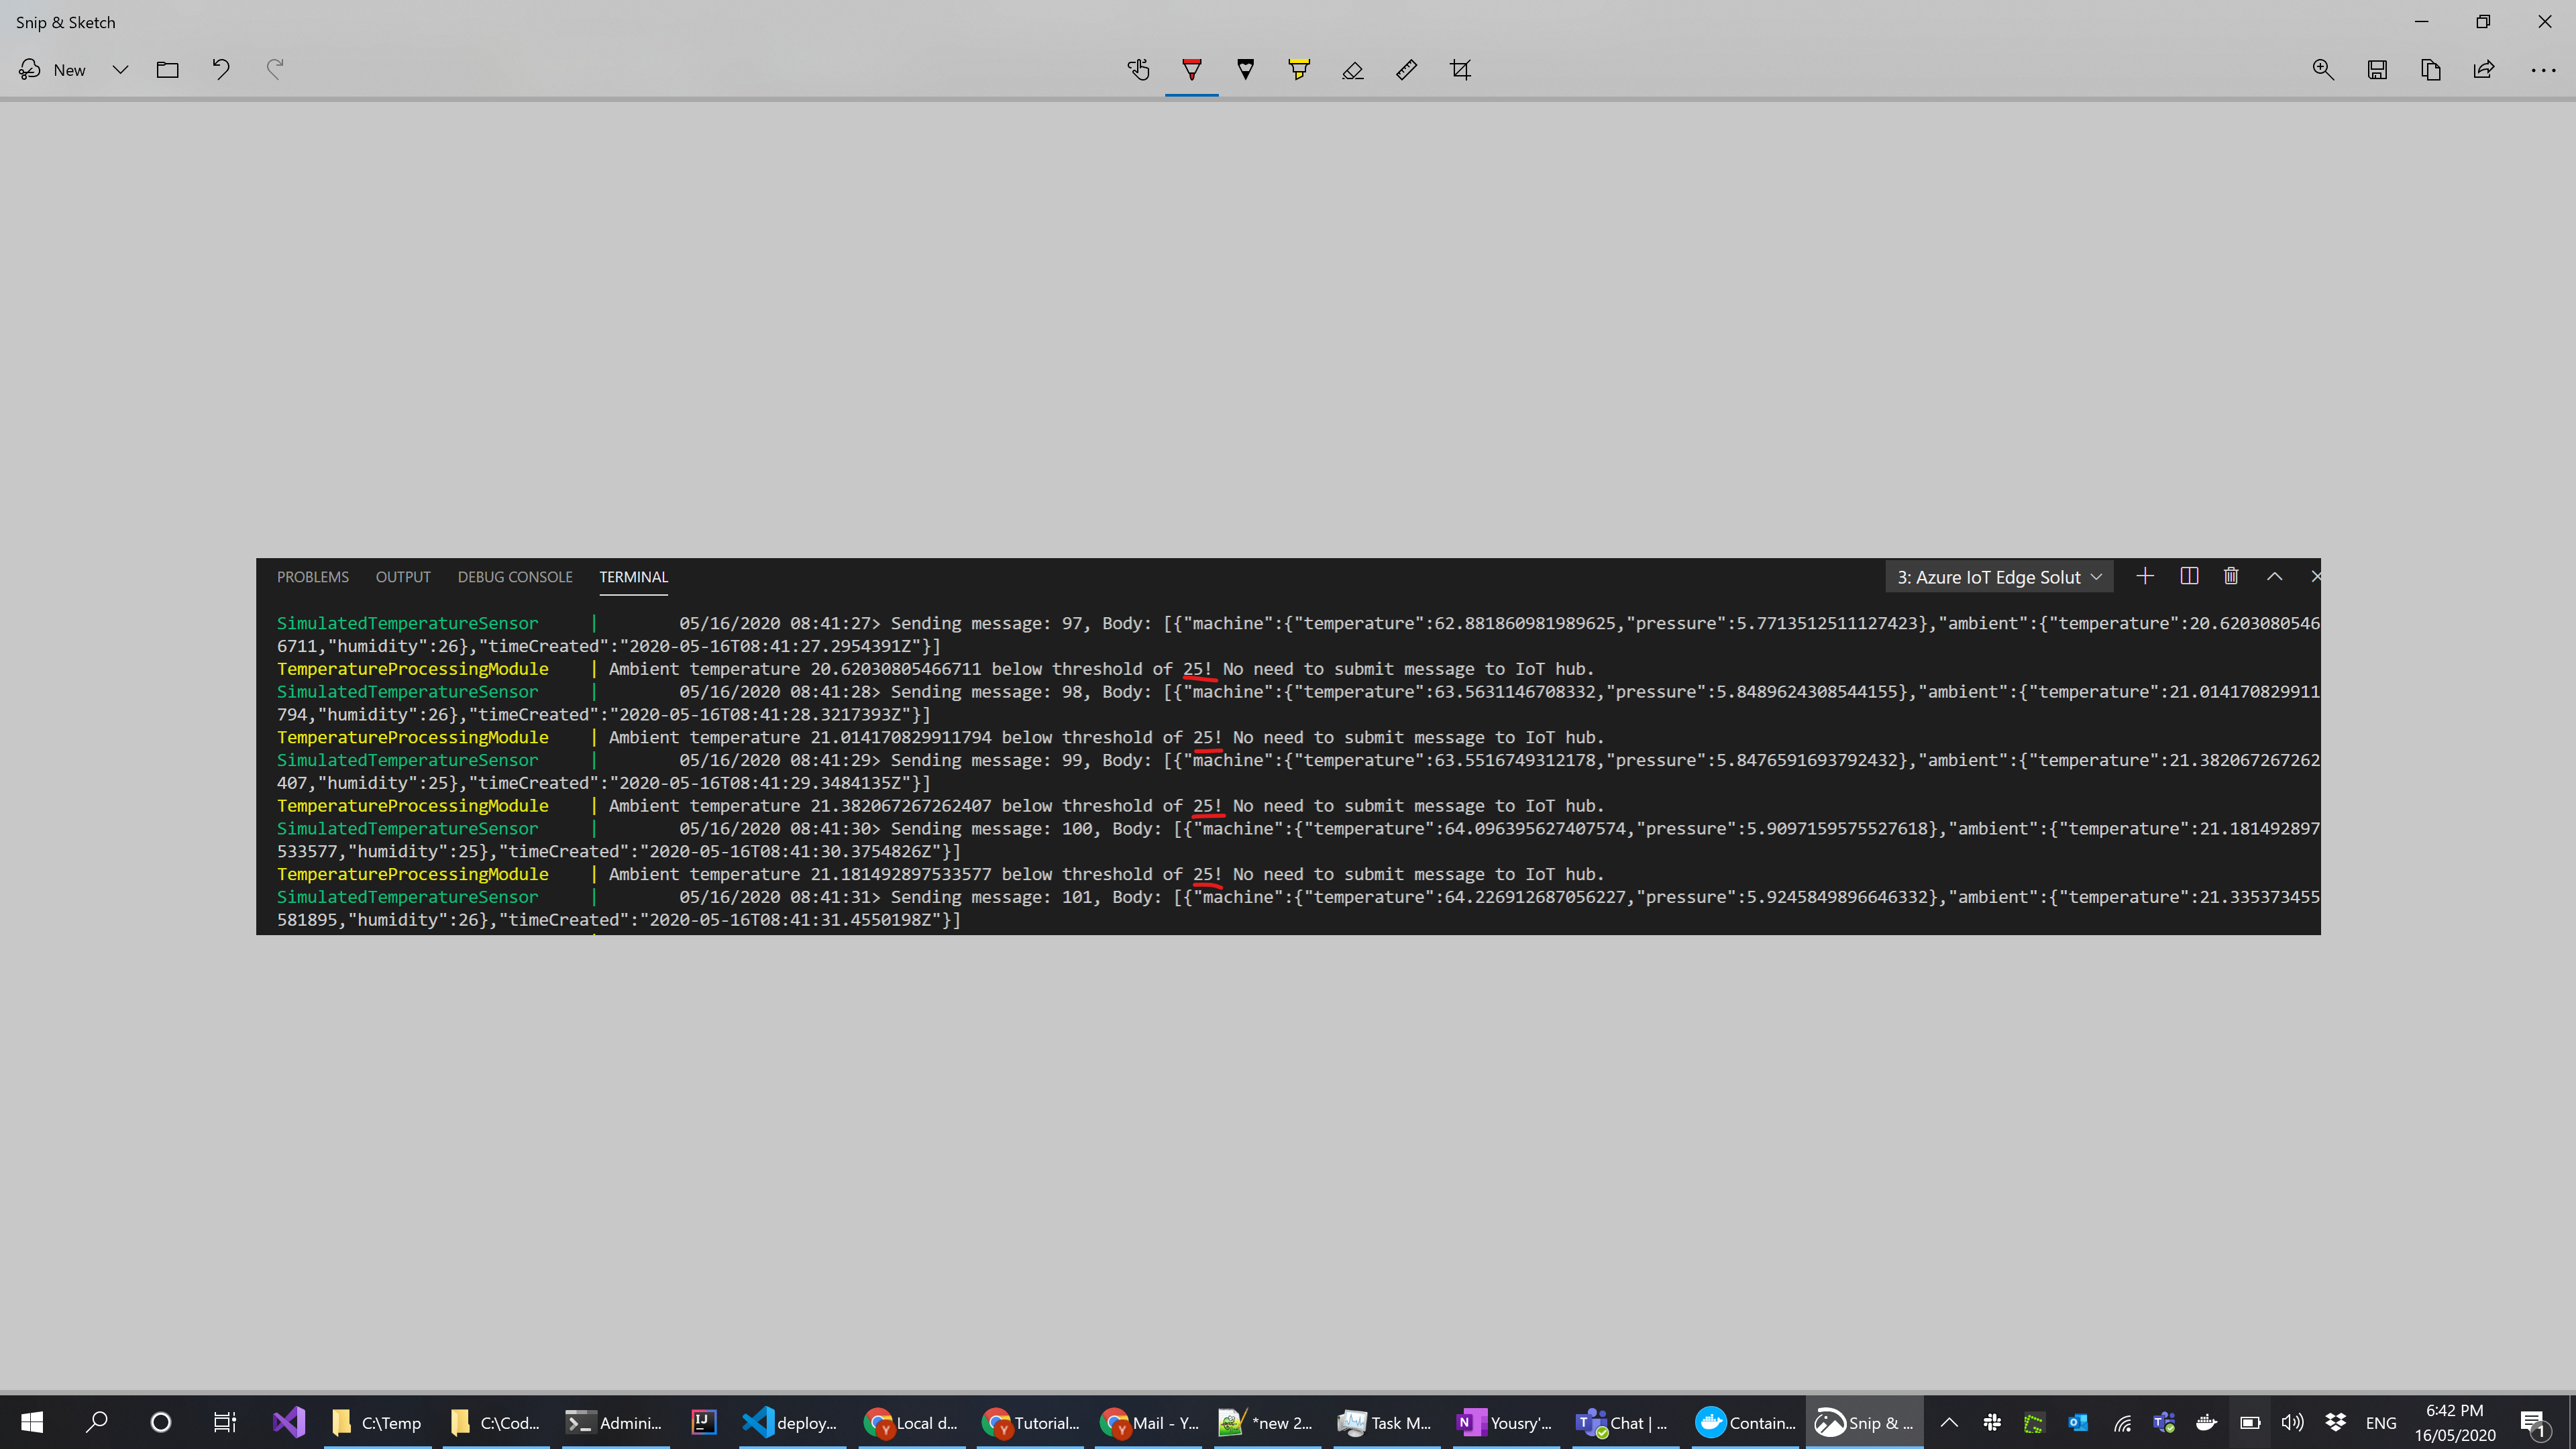 Snip & Sketch
New
PROBLEMS OUTPUT DEBUG CONSOLE TERMINAL 3: Azure IoT Edge Solut
SimulatedTemperatureSensor | 05/16/2020 08:41:27> Sending message: 97, Body: [{"machine":{"temperature":62.881860981989625,"pressure":5.7713512511127423},"ambient":{"temperature":20.6203080546
6711,"humidity":26},"timeCreated":"2020-05-16T08:41:27.2954391Z"}]
TemperatureProcessingModule | Ambient temperature 20.62030805466711 below threshold of 25! No need to submit message to IoT hub.
SimulatedTemperatureSensor | 05/16/2020 08:41:28> Sending message: 98, Body: [{"machine":{"temperature":63.5631146708332,"pressure":5.8489624308544155},"ambient":{"temperature":21.014170829911
794,"humidity":26},"timeCreated":"2020-05-16T08:41:28.3217393Z"}]
TemperatureProcessingModule | Ambient temperature 21.014170829911794 below threshold of 25! No need to submit message to IoT hub.
SimulatedTemperatureSensor | 05/16/2020 08:41:29> Sending message: 99, Body: [{"machine":{"temperature":63.5516749312178,"pressure":5.8476591693792432},"ambient":{"temperature":21.382067267262
407,"humidity":25},"timeCreated":"2020-05-16T08:41:29.3484135Z"}]
TemperatureProcessingModule | Ambient temperature 21.382067267262407 below threshold of 25! No need to submit message to IoT hub.
SimulatedTemperatureSensor | 05/16/2020 08:41:30> Sending message: 100, Body: [{"machine":{"temperature":64.096395627407574,"pressure":5.9097159575527618},"ambient":{"temperature":21.181492897
533577,"humidity":25},"timeCreated":"2020-05-16T08:41:30.3754826Z"}]
TemperatureProcessingModule | Ambient temperature 21.181492897533577 below threshold of 25! No need to submit message to IoT hub.
SimulatedTemperatureSensor | 05/16/2020 08:41:31> Sending message: 101, Body: [{"machine":{"temperature":64.226912687056227,"pressure":5.9245849896646332},"ambient":{"temperature":21.335373455
581895,"humidity":26},"timeCreated":"2020-05-16T08:41:31.4550198Z"}]
C:\Temp C:\Cod... Admini... deploy... Local d... Tutorial... Mail - Y... *new 2... Task M... Yousry'... Chat | ... Contain... Snip & ... ENG 6:42 PM
16/05/2020 1